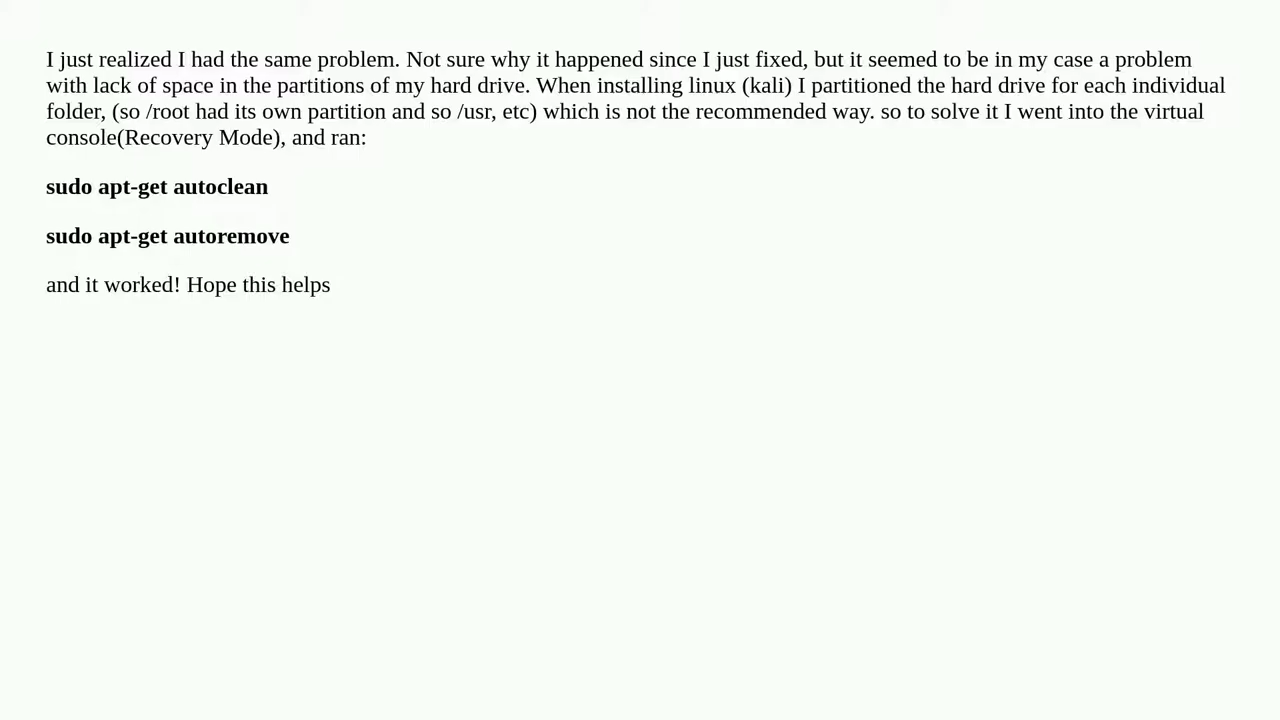 I just realized I had the same problem. Not sure why it happened since I just fixed, but it seemed to be in my case a problem
with lack of space in the partitions of my hard drive. When installing linux (kali) I partitioned the hard drive for each individual
folder, (so /root had its own partition and so /usr, etc) which is not the recommended way. so to solve it I went into the virtual
console(Recovery Mode), and ran:
sudo apt-get autoclean
sudo apt-get autoremove
and it worked! Hope this helps